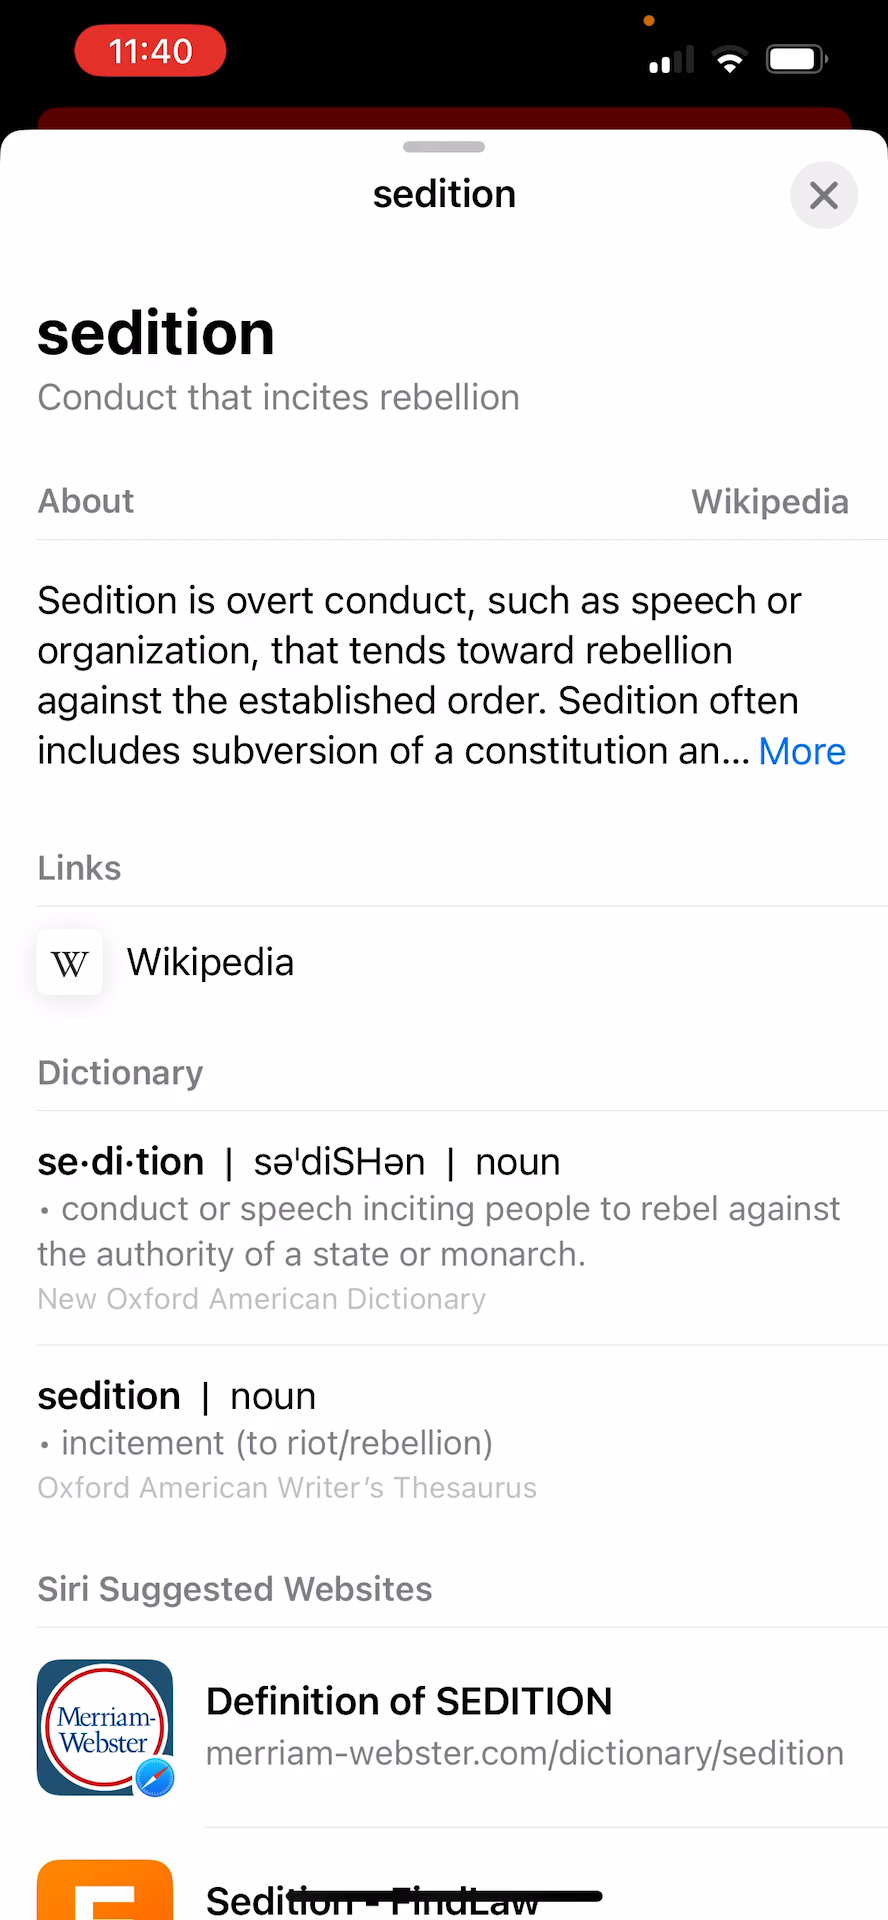 11:40
sedition
sedition
Conduct that incites rebellion
About Wikipedia
Sedition is overt conduct, such as speech or
organization, that tends toward rebellion
against the established order. Sedition often
includes subversion of a constitution an... More
Links
W Wikipedia
Dictionary
se·di·tion | səˈdiSHən | noun
• conduct or speech inciting people to rebel against
the authority of a state or monarch.
New Oxford American Dictionary
sedition | noun
• incitement (to riot/rebellion)
Oxford American Writer’s Thesaurus
Siri Suggested Websites
Merriam-
Webster
Definition of SEDITION
merriam-webster.com/dictionary/sedition
Sedition - FindLaw